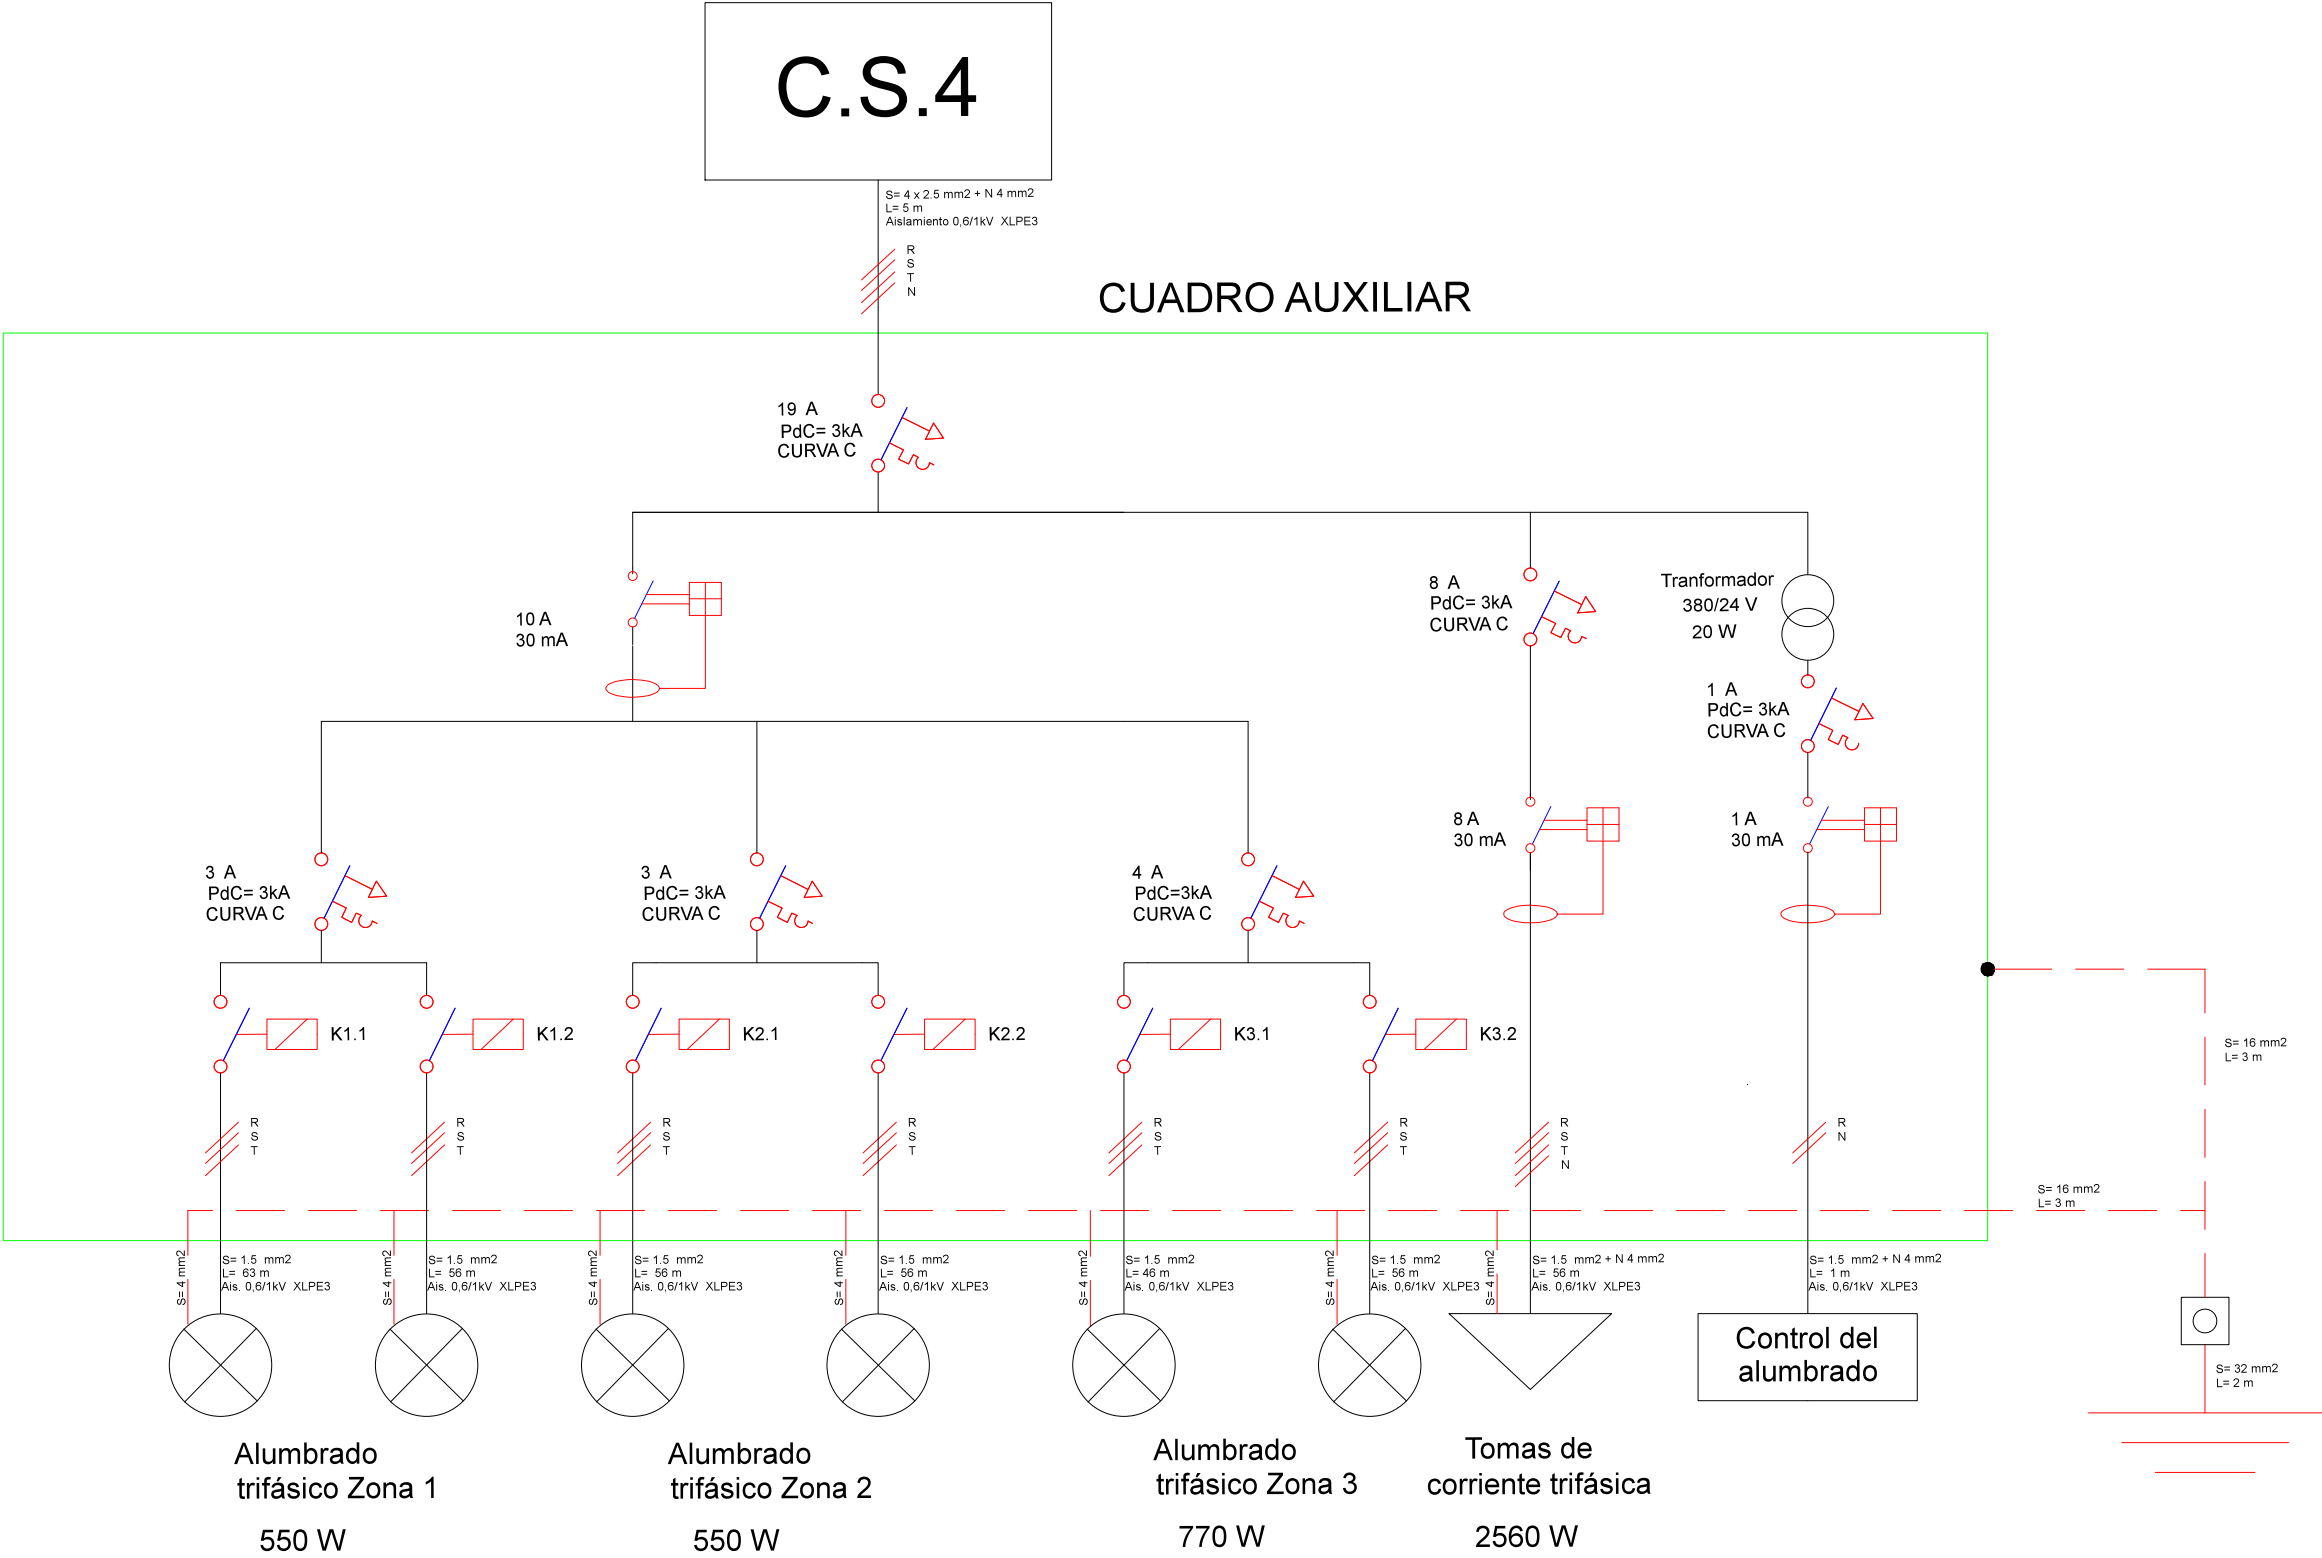 C.S.4
S= 4 x 2.5 mm2 + N 4 mm2
L= 5 m
Aislamiento 0,6/1kV XLPE3
R
S
T
N
CUADRO AUXILIAR
19 A
PdC= 3kA
CURVA C
10 A
30 mA
8 A
PdC= 3kA
CURVA C
Tranformador
380/24 V
20 W
1 A
PdC= 3kA
CURVA C
8 A
30 mA
1 A
30 mA
3 A
PdC= 3kA
CURVA C
3 A
PdC= 3kA
CURVA C
4 A
PdC=3kA
CURVA C
K1.1
K1.2
K2.1
K2.2
K3.1
K3.2
R
S
T
R
S
T
R
S
T
R
S
T
R
S
T
R
S
T
R
S
T
N
R
N
S= 16 mm2
L= 3 m
S= 16 mm2
L= 3 m
S= 4 mm2
S= 1.5 mm2
L= 63 m
Ais. 0,6/1kV XLPE3
S= 4 mm2
S= 1.5 mm2
L= 56 m
Ais. 0,6/1kV XLPE3
S= 4 mm2
S= 1.5 mm2
L= 56 m
Ais. 0,6/1kV XLPE3
S= 4 mm2
S= 1.5 mm2
L= 56 m
Ais. 0,6/1kV XLPE3
S= 4 mm2
S= 1.5 mm2
L= 46 m
Ais. 0,6/1kV XLPE3
S= 4 mm2
S= 1.5 mm2
L= 56 m
Ais. 0,6/1kV XLPE3
S= 4 mm2
S= 1.5 mm2 + N 4 mm2
L= 56 m
Ais. 0,6/1kV XLPE3
S= 1.5 mm2 + N 4 mm2
L= 1 m
Ais. 0,6/1kV XLPE3
Control del
alumbrado
S= 32 mm2
L= 2 m
Alumbrado
trifásico Zona 1
550 W
Alumbrado
trifásico Zona 2
550 W
Alumbrado
trifásico Zona 3
770 W
Tomas de
corriente trifásica
2560 W